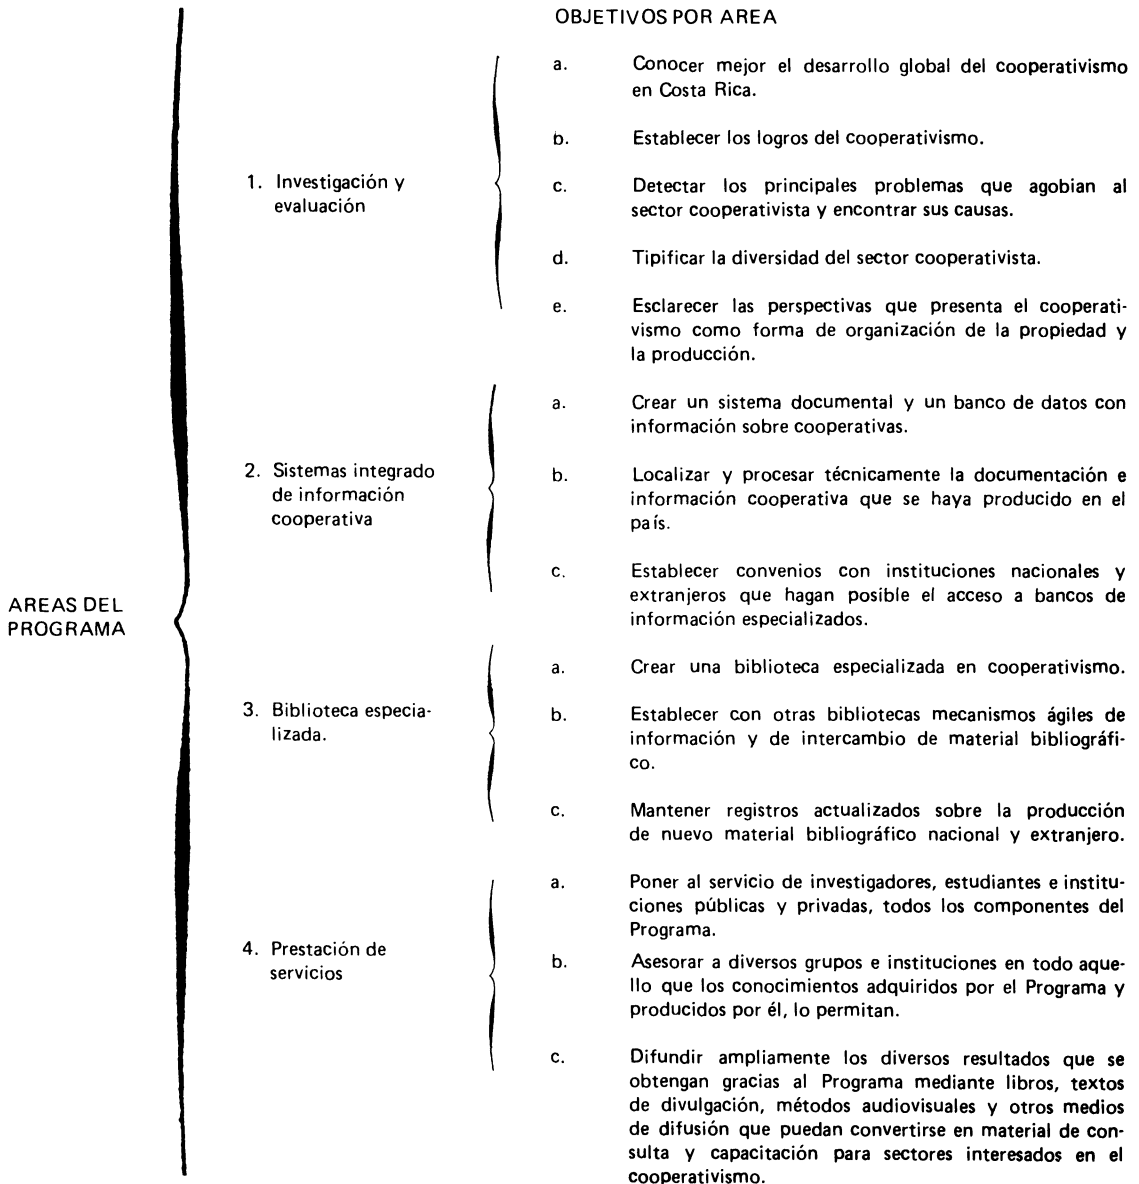 OBJETIVOS POR AREA
AREAS DEL
PROGRAMA
1. Investigación y
evaluación
a. Conocer mejor el desarrollo global del cooperativismo
en Costa Rica.
b. Establecer los logros del cooperativismo.
c. Detectar los principales problemas que agobian al
sector cooperativista y encontrar sus causas.
d. Tipificar la diversidad del sector cooperativista.
e. Esclarecer las perspectivas que presenta el cooperati-
vismo como forma de organización de la propiedad y
la producción.
2. Sistemas integrado
de información
cooperativa
a. Crear un sistema documental y un banco de datos con
información sobre cooperativas.
b. Localizar y procesar técnicamente la documentación e
información cooperativa que se haya producido en el
país.
c. Establecer convenios con instituciones nacionales y
extranjeros que hagan posible el acceso a bancos de
información especializados.
3. Biblioteca especia-
lizada.
a. Crear una biblioteca especializada en cooperativismo.
b. Establecer con otras bibliotecas mecanismos ágiles de
información y de intercambio de material bibliográfi-
co.
c. Mantener registros actualizados sobre la producción
de nuevo material bibliográfico nacional y extranjero.
4. Prestación de
servicios
a. Poner al servicio de investigadores, estudiantes e institu-
ciones públicas y privadas, todos los componentes del
Programa.
b. Asesorar a diversos grupos e instituciones en todo aque-
llo que los conocimientos adquiridos por el Programa y
producidos por él, lo permitan.
c. Difundir ampliamente los diversos resultados que se
obtengan gracias al Programa mediante libros, textos
de divulgación, métodos audiovisuales y otros medios
de difusión que puedan convertirse en material de con-
sulta y capacitación para sectores interesados en el
cooperativismo.